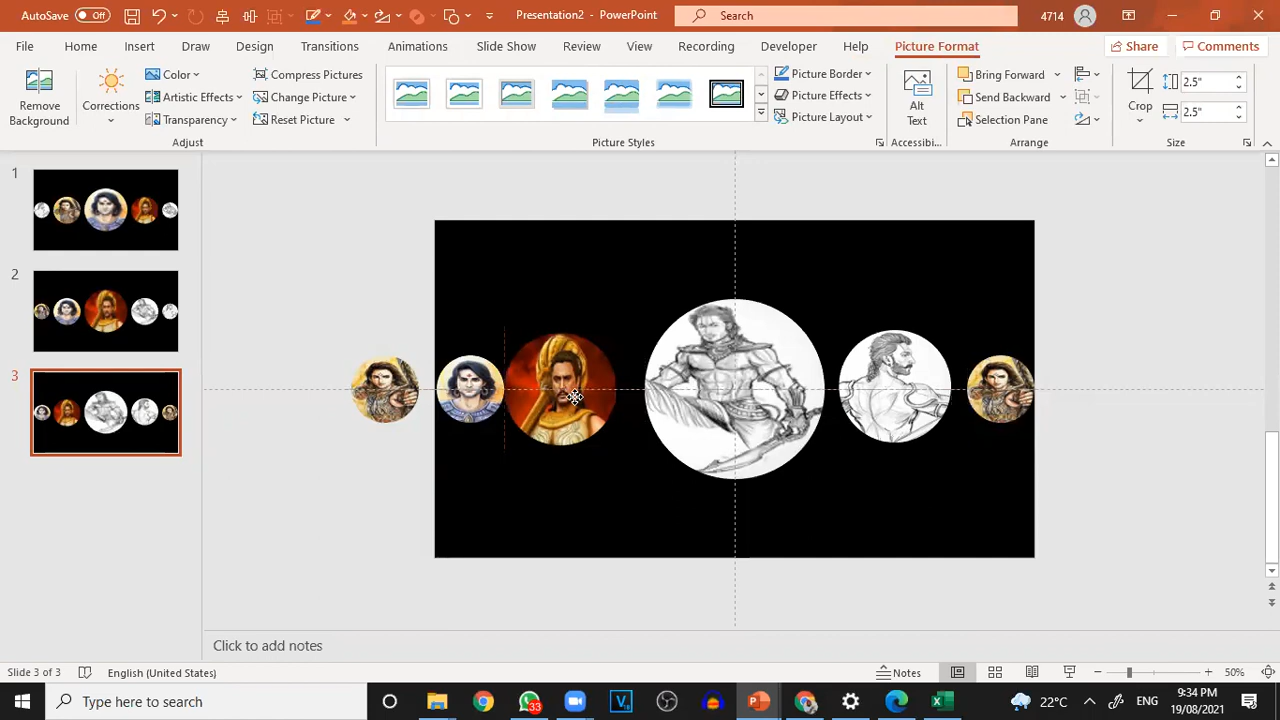 AutoSave Off Presentation2 - PowerPoint Search 4714
File Home Insert Draw Design Transitions Animations Slide Show Review View Recording Developer Help Picture Format Share Comments
Remove Background
Corrections
Color
Artistic Effects
Transparency
Compress Pictures
Change Picture
Reset Picture
Adjust
Picture Styles
Picture Border
Picture Effects
Picture Layout
Alt Text
Accessibi...
Bring Forward
Send Backward
Selection Pane
Arrange
Crop
2.5"
2.5"
Size
1
2
3
Click to add notes
Slide 3 of 3 English (United States) Notes 50%
Type here to search 33 22°C ENG 9:34 PM
19/08/2021